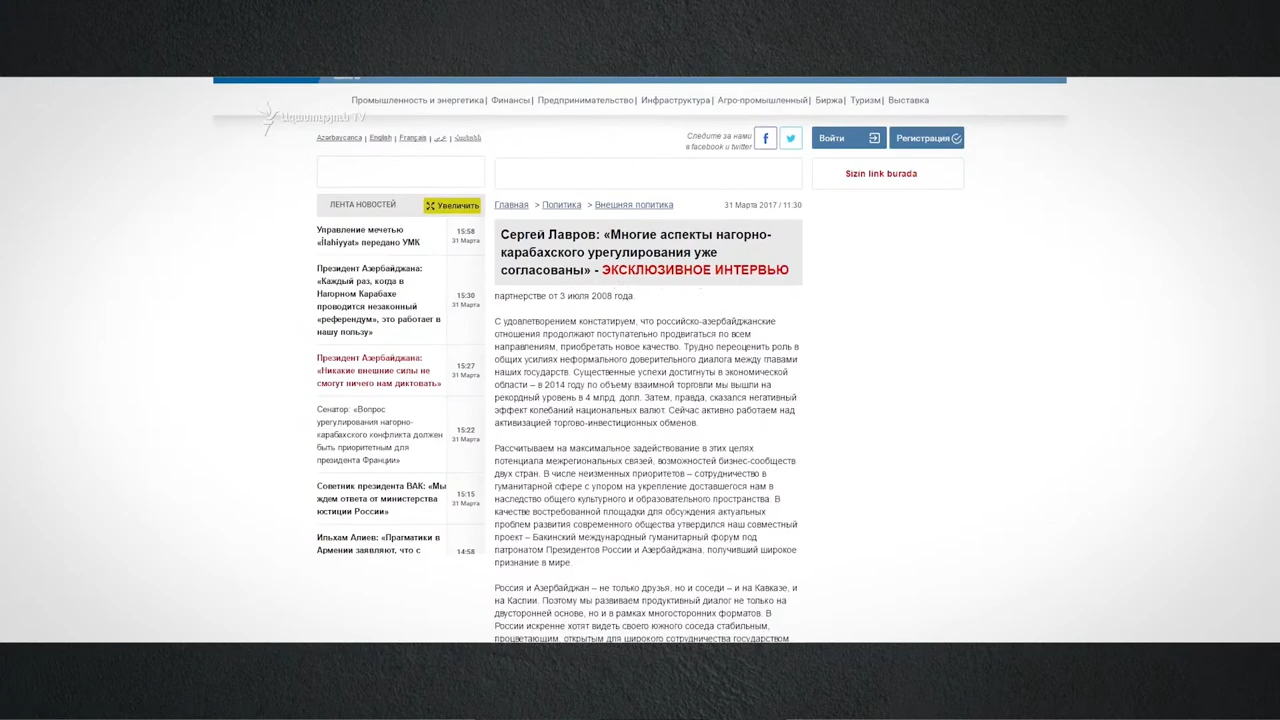 Промышленность и энергетика| Финансы| Предпринимательство| Инфраструктура| Агро-промышленный| Биржа| Туризм| Выставка
Ազատություն TV
Azərbaycanca | English | Français | عربي | Հայերեն
Следите за нами
в facebook и twitter
Войти
Регистрация
Sizin link burada
ЛЕНТА НОВОСТЕЙ
Увеличить
Управление мечетью
«İlahiyyat» передано УМК
15:58
31 Марта
Президент Азербайджана:
«Каждый раз, когда в
Нагорном Карабахе
проводится незаконный
«референдум», это работает в
нашу пользу»
15:30
31 Марта
Президент Азербайджана:
«Никакие внешние силы не
смогут ничего нам диктовать»
15:27
31 Марта
Сенатор: «Вопрос
урегулирования нагорно-
карабахского конфликта должен
быть приоритетным для
президента Франции»
15:22
31 Марта
Советник президента ВАК: «Мы
ждем ответа от министерства
юстиции России»
15:15
31 Марта
Ильхам Алиев: «Прагматики в
Армении заявляют, что с
14:58
Главная > Политика > Внешняя политика
31 Марта 2017 / 11:30
Сергей Лавров: «Многие аспекты нагорно-
карабахского урегулирования уже
согласованы» - ЭКСКЛЮЗИВНОЕ ИНТЕРВЬЮ
партнерстве от 3 июля 2008 года.
С удовлетворением констатируем, что российско-азербайджанские
отношения продолжают поступательно продвигаться по всем
направлениям, приобретать новое качество. Трудно переоценить роль в
общих усилиях неформального доверительного диалога между главами
наших государств. Существенные успехи достигнуты в экономической
области – в 2014 году по объему взаимной торговли мы вышли на
рекордный уровень в 4 млрд. долл. Затем, правда, сказался негативный
эффект колебаний национальных валют. Сейчас активно работаем над
активизацией торгово-инвестиционных обменов.
Рассчитываем на максимальное задействование в этих целях
потенциала межрегиональных связей, возможностей бизнес-сообществ
двух стран. В числе неизменных приоритетов – сотрудничество в
гуманитарной сфере с упором на укрепление доставшегося нам в
наследство общего культурного и образовательного пространства. В
качестве востребованной площадки для обсуждения актуальных
проблем развития современного общества утвердился наш совместный
проект – Бакинский международный гуманитарный форум под
патронатом Президентов России и Азербайджана, получивший широкое
признание в мире.
Россия и Азербайджан – не только друзья, но и соседи – и на Кавказе, и
на Каспии. Поэтому мы развиваем продуктивный диалог не только на
двусторонней основе, но и в рамках многосторонних форматов. В
России искренне хотят видеть своего южного соседа стабильным,
процветающим, открытым для широкого сотрудничества государством